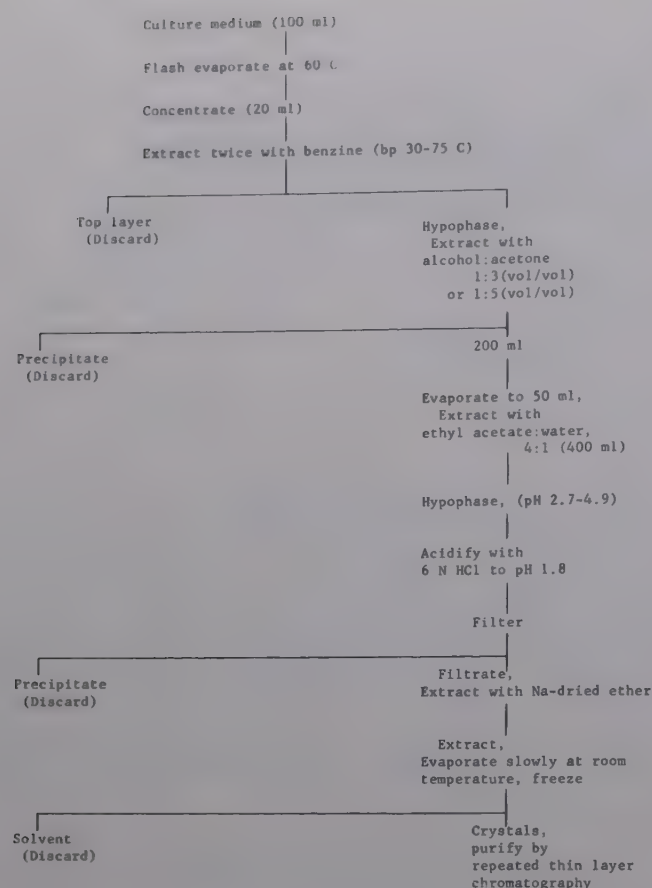 Culture medium (100 ml)
Flash evaporate at 60 C
Concentrate (20 ml)
Extract twice with benzine (bp 30-75 C)
Top layer
(Discard)
Hypophase,
Extract with
alcohol:acetone
1:3(vol/vol)
or 1:5(vol/vol)
Precipitate
(Discard)
200 ml
Evaporate to 50 ml,
Extract with
ethyl acetate:water,
4:1 (400 ml)
Hypophase, (pH 2.7-4.9)
Acidify with
6 N HCl to pH 1.8
Filter
Precipitate
(Discard)
Filtrate,
Extract with Na-dried ether
Extract,
Evaporate slowly at room
temperature, freeze
Solvent
(Discard)
Crystals,
purify by
repeated thin layer
chromatography